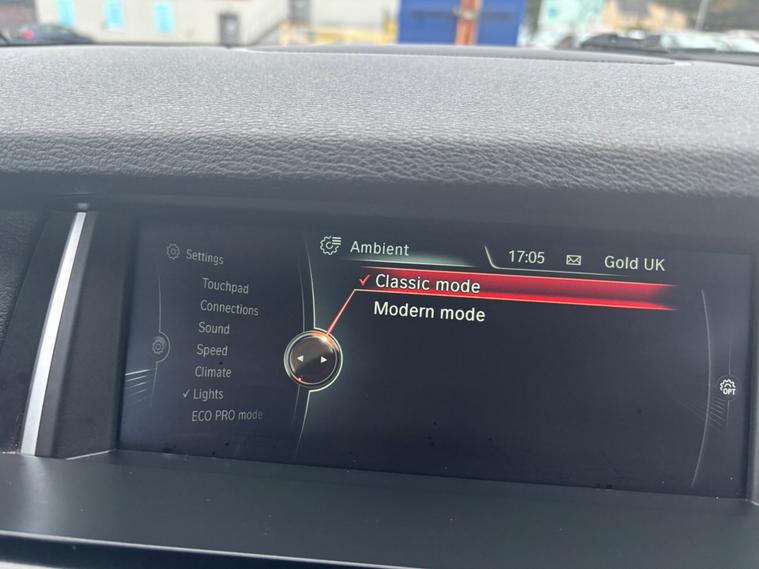 Settings
Touchpad
Connections
Sound
Speed
Climate
✓ Lights
ECO PRO mode
Ambient
17:05
Gold UK
✓ Classic mode
Modern mode
OPT